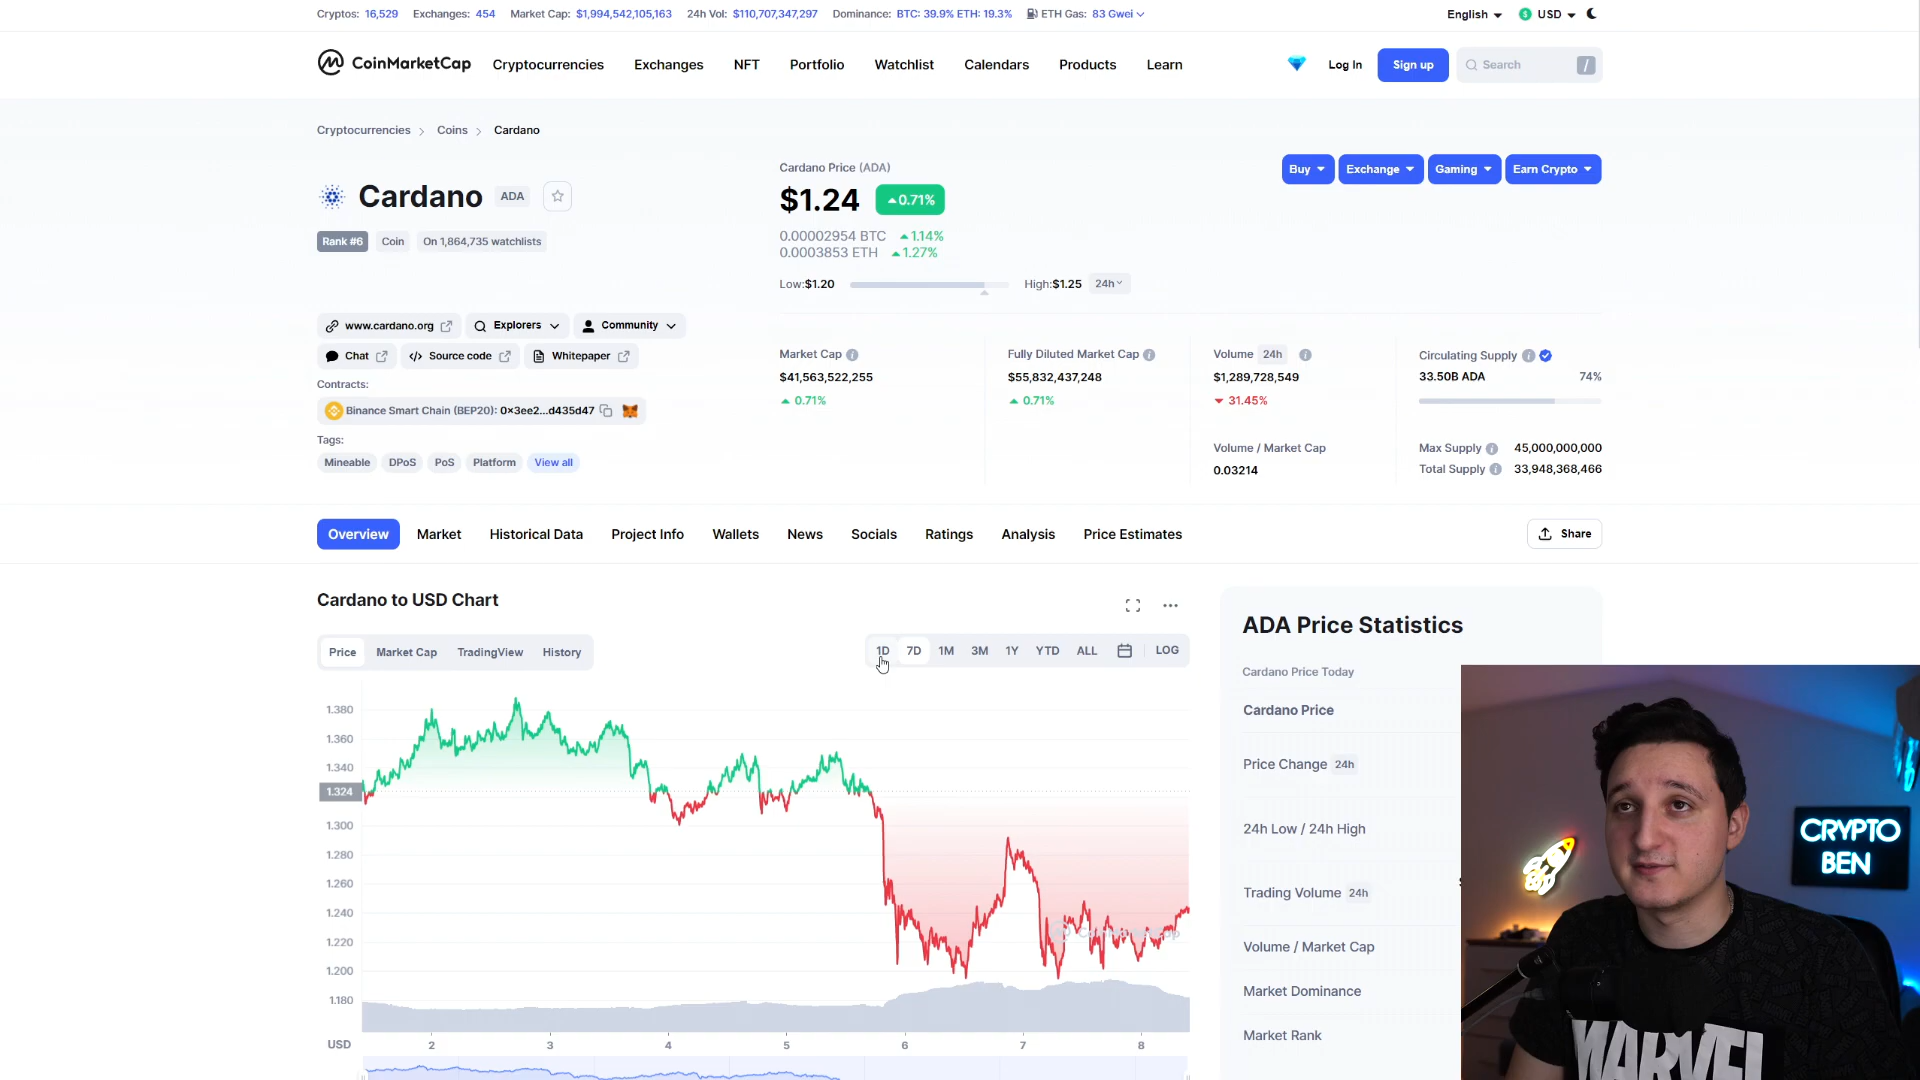 Cryptos: 16,529 Exchanges: 454 Market Cap: $1,994,542,105,163 24h Vol: $110,707,347,297 Dominance: BTC: 39.9% ETH: 19.3% ETH Gas: 83 Gwei
English USD
CoinMarketCap Cryptocurrencies Exchanges NFT Portfolio Watchlist Calendars Products Learn
Log In Sign up Search /
Cryptocurrencies Coins Cardano
Cardano ADA
Rank #6 Coin On 1,864,735 watchlists
Cardano Price (ADA)
$1.24 0.71%
0.00002954 BTC 1.14%
0.0003853 ETH 1.27%
Low:$1.20 High:$1.25 24h
Buy Exchange Gaming Earn Crypto
www.cardano.org Explorers Community
Chat Source code Whitepaper
Contracts:
Binance Smart Chain (BEP20): 0x3ee2...d435d47
Tags:
Mineable DPoS PoS Platform View all
Market Cap
$41,563,522,255
0.71%
Fully Diluted Market Cap
$55,832,437,248
0.71%
Volume 24h
$1,289,728,549
31.45%
Volume / Market Cap
0.03214
Circulating Supply
33.50B ADA 74%
Max Supply 45,000,000,000
Total Supply 33,948,368,466
Overview Market Historical Data Project Info Wallets News Socials Ratings Analysis Price Estimates
Share
Cardano to USD Chart
Price Market Cap TradingView History
1D 7D 1M 3M 1Y YTD ALL LOG
1.380
1.360
1.340
1.324
1.300
1.280
1.260
1.240
1.220
1.200
1.180
USD 2 3 4 5 6 7 8
CoinMarketCap
ADA Price Statistics
Cardano Price Today
Cardano Price
Price Change 24h
24h Low / 24h High
Trading Volume 24h
Volume / Market Cap
Market Dominance
Market Rank
CRYPTO
BEN
MARVEL